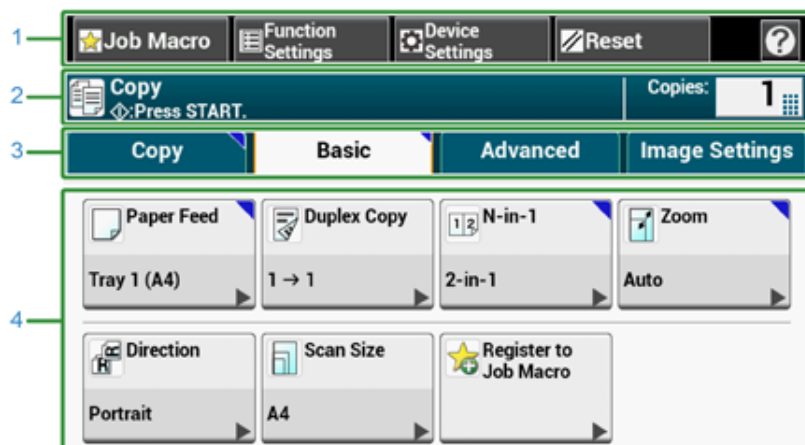 1
Job Macro
Function
Settings
Device
Settings
Reset
?
2
Copy
:Press START.
Copies:
1
3
Copy
Basic
Advanced
Image Settings
4
Paper Feed
Tray 1 (A4)
Duplex Copy
1 → 1
1 2
N-in-1
2-in-1
Zoom
Auto
R
R
Direction
Portrait
Scan Size
A4
Register to
Job Macro